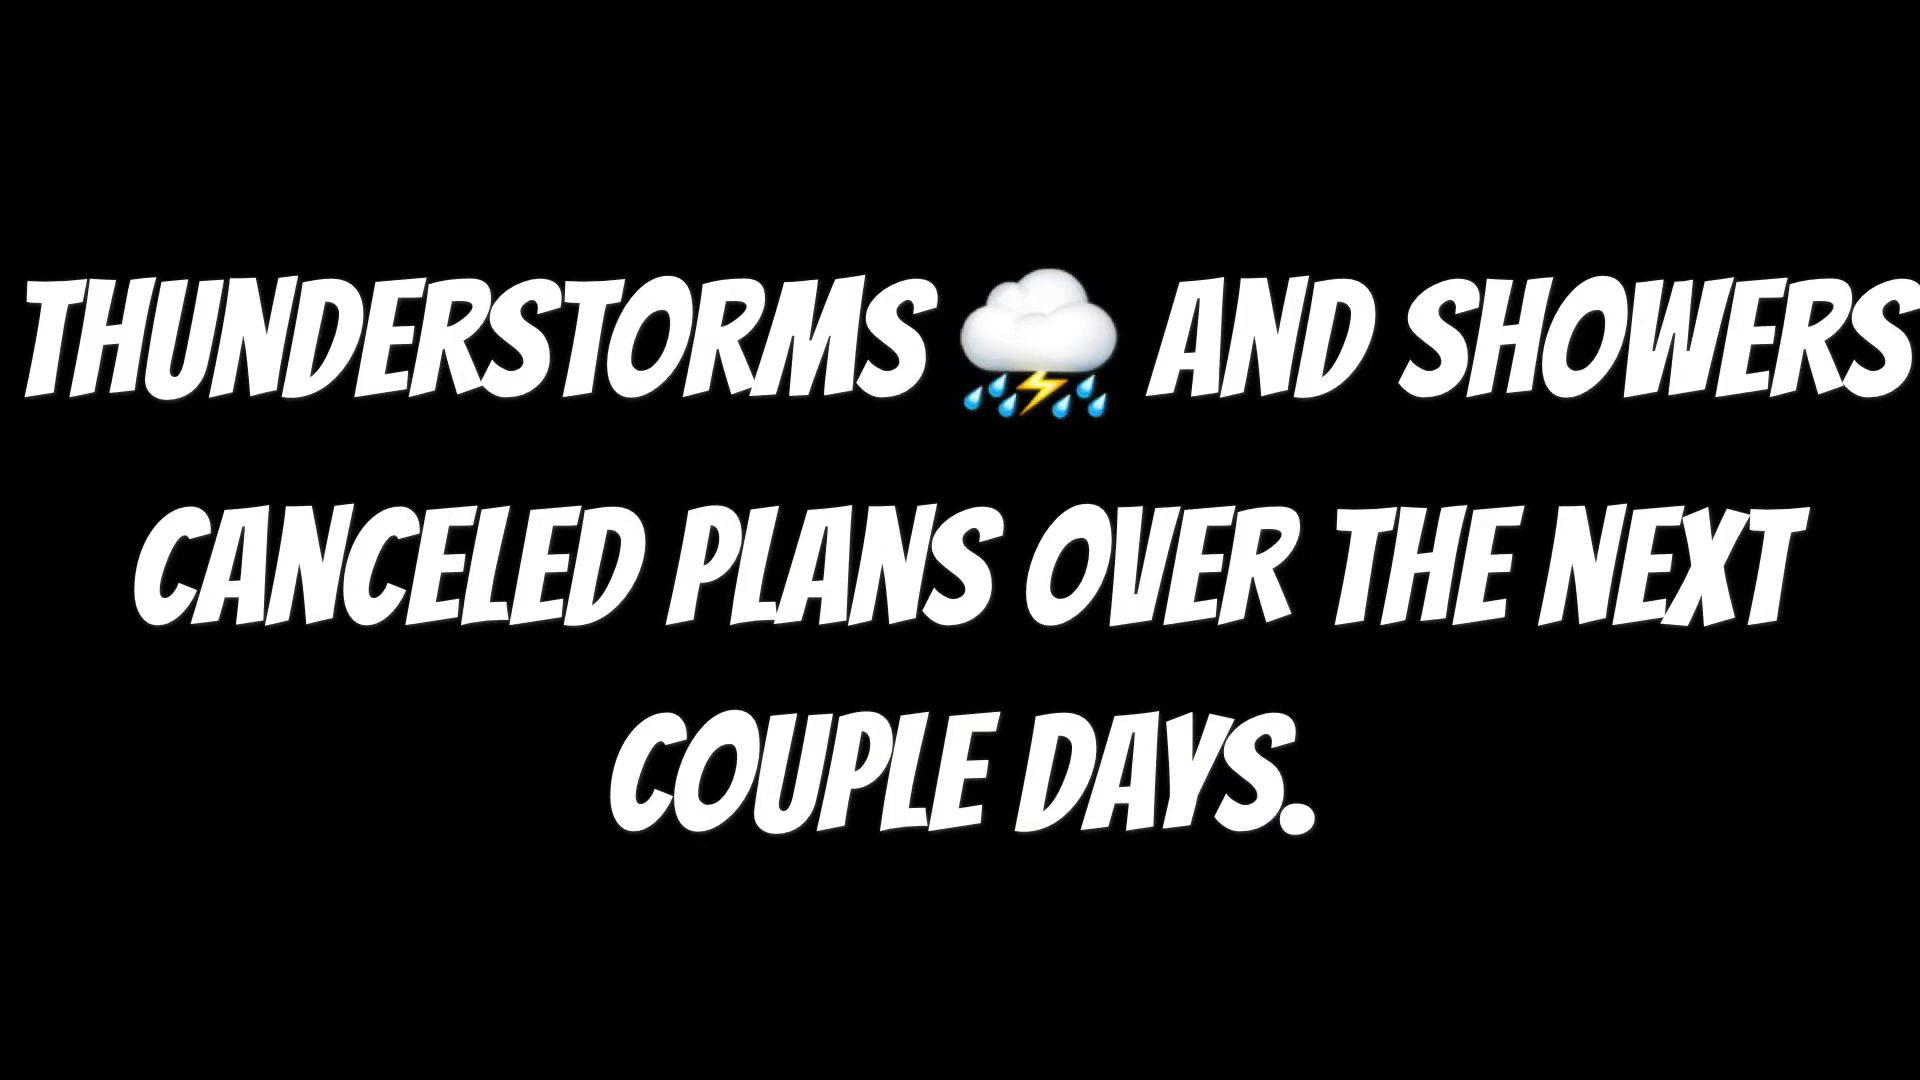 THUNDERSTORMS ⛈️ AND SHOWERS
CANCELED PLANS OVER THE NEXT
COUPLE DAYS.